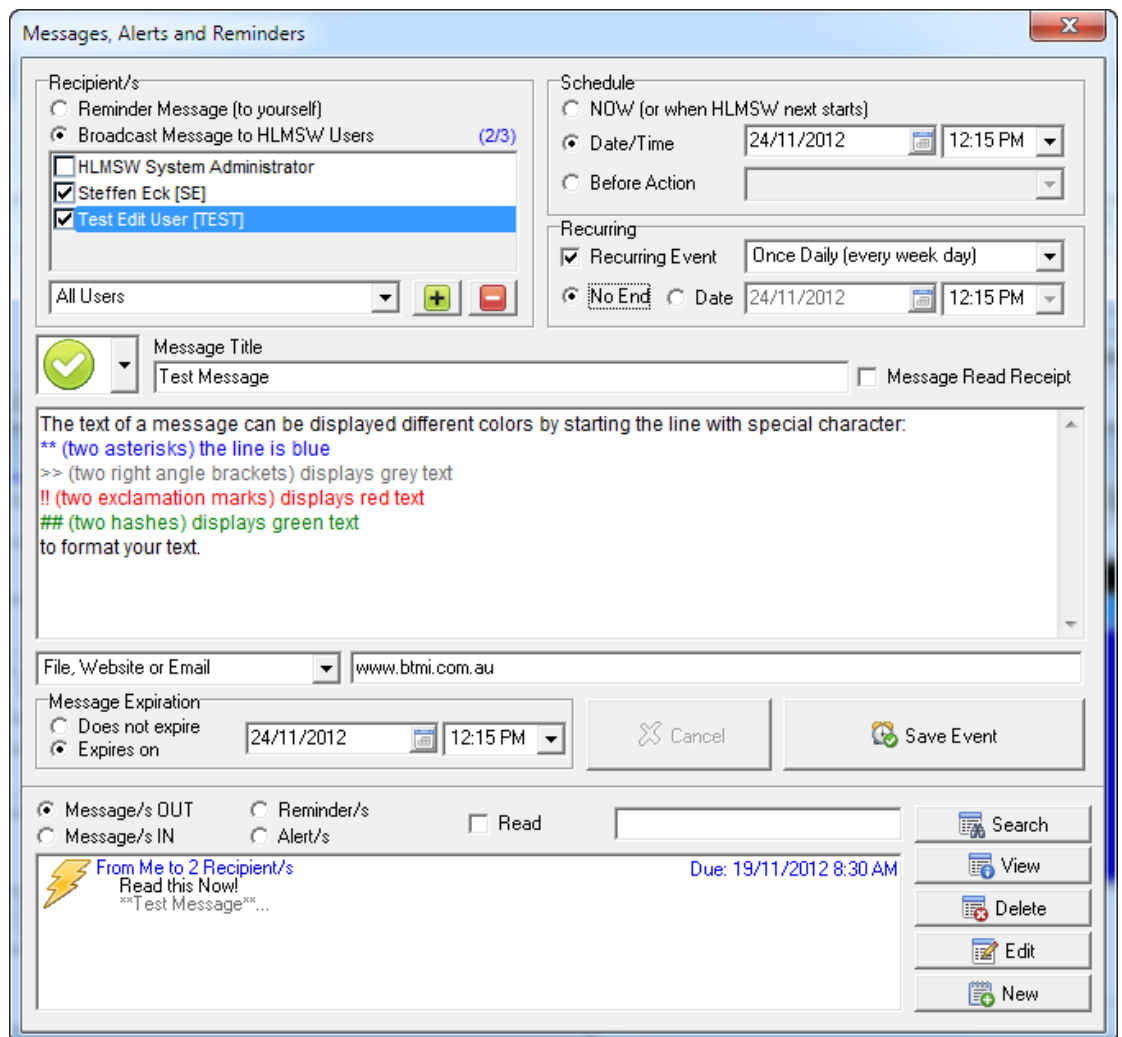 Messages, Alerts and Reminders
x
Recipient/s
Reminder Message (to yourself)
Broadcast Message to HLMSW Users (2/3)
HLMSW System Administrator
Steffen Eck [SE]
Test Edit User [TEST]
All Users
Schedule
NOW (or when HLMSW next starts)
Date/Time 24/11/2012 12:15 PM
Before Action
Recurring
Recurring Event Once Daily (every week day)
No End Date 24/11/2012 12:15 PM
Message Title
Test Message
Message Read Receipt
The text of a message can be displayed different colors by starting the line with special character:
** (two asterisks) the line is blue
>> (two right angle brackets) displays grey text
!! (two exclamation marks) displays red text
## (two hashes) displays green text
to format your text.
File, Website or Email www.btmi.com.au
Message Expiration
Does not expire
Expires on
24/11/2012 12:15 PM
Cancel
Save Event
Message/s OUT Reminder/s
Message/s IN Alert/s
Read
Search
From Me to 2 Recipient/s Due: 19/11/2012 8:30 AM
Read this Now!
**Test Message**...
View
Delete
Edit
New